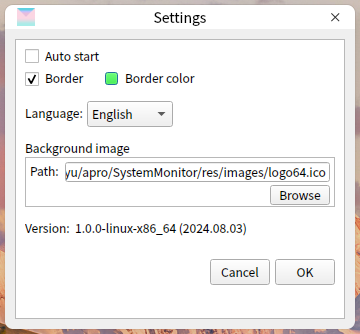 Settings
Auto start
Border Border color
Language: English
Background image
Path: yu/apro/SystemMonitor/res/images/logo64.ico
Browse
Version: 1.0.0-linux-x86_64 (2024.08.03)
Cancel OK